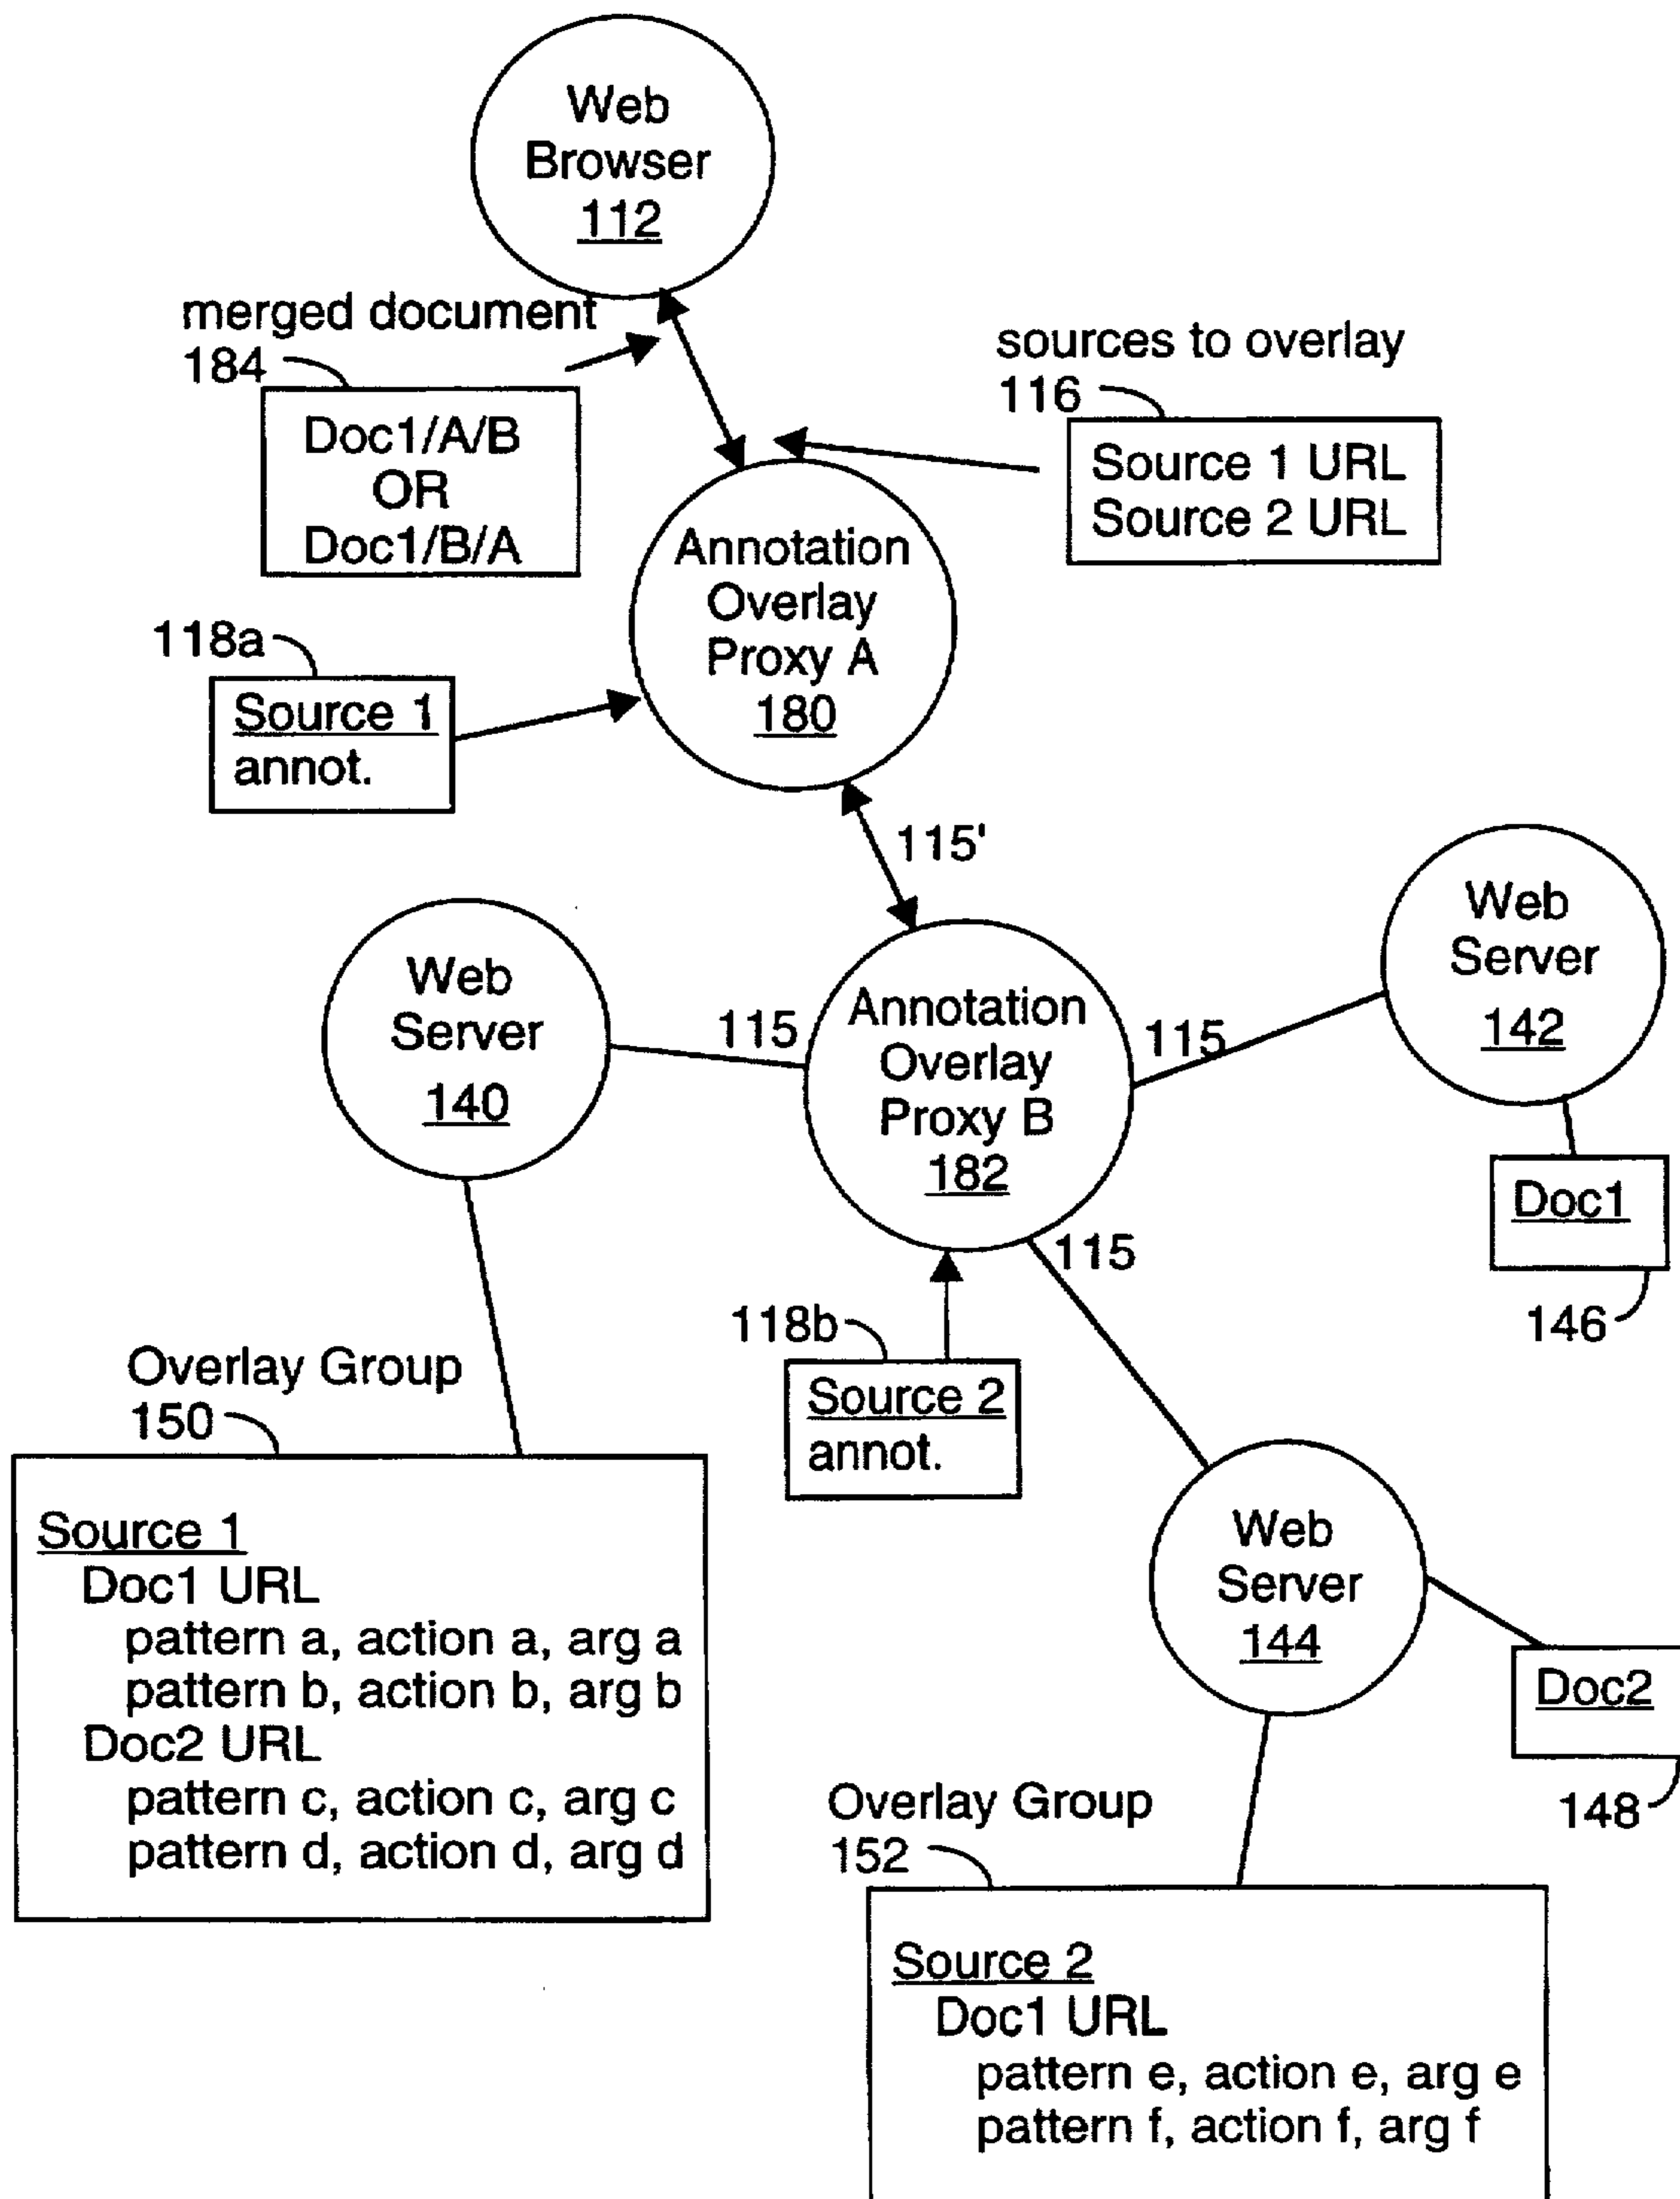 Web
Browser
112
merged document
184
Doc1/A/B
OR
Doc1/B/A
sources to overlay
116
Source 1 URL
Source 2 URL
Annotation
Overlay
Proxy A
180
118a
Source 1
annot.
115'
Web
Server
140
115
Annotation
Overlay
Proxy B
182
115
Web
Server
142
Doc1
146
115
118b
Source 2
annot.
Overlay Group
150
Source 1
Doc1 URL
pattern a, action a, arg a
pattern b, action b, arg b
Doc2 URL
pattern c, action c, arg c
pattern d, action d, arg d
Web
Server
144
Doc2
148
Overlay Group
152
Source 2
Doc1 URL
pattern e, action e, arg e
pattern f, action f, arg f